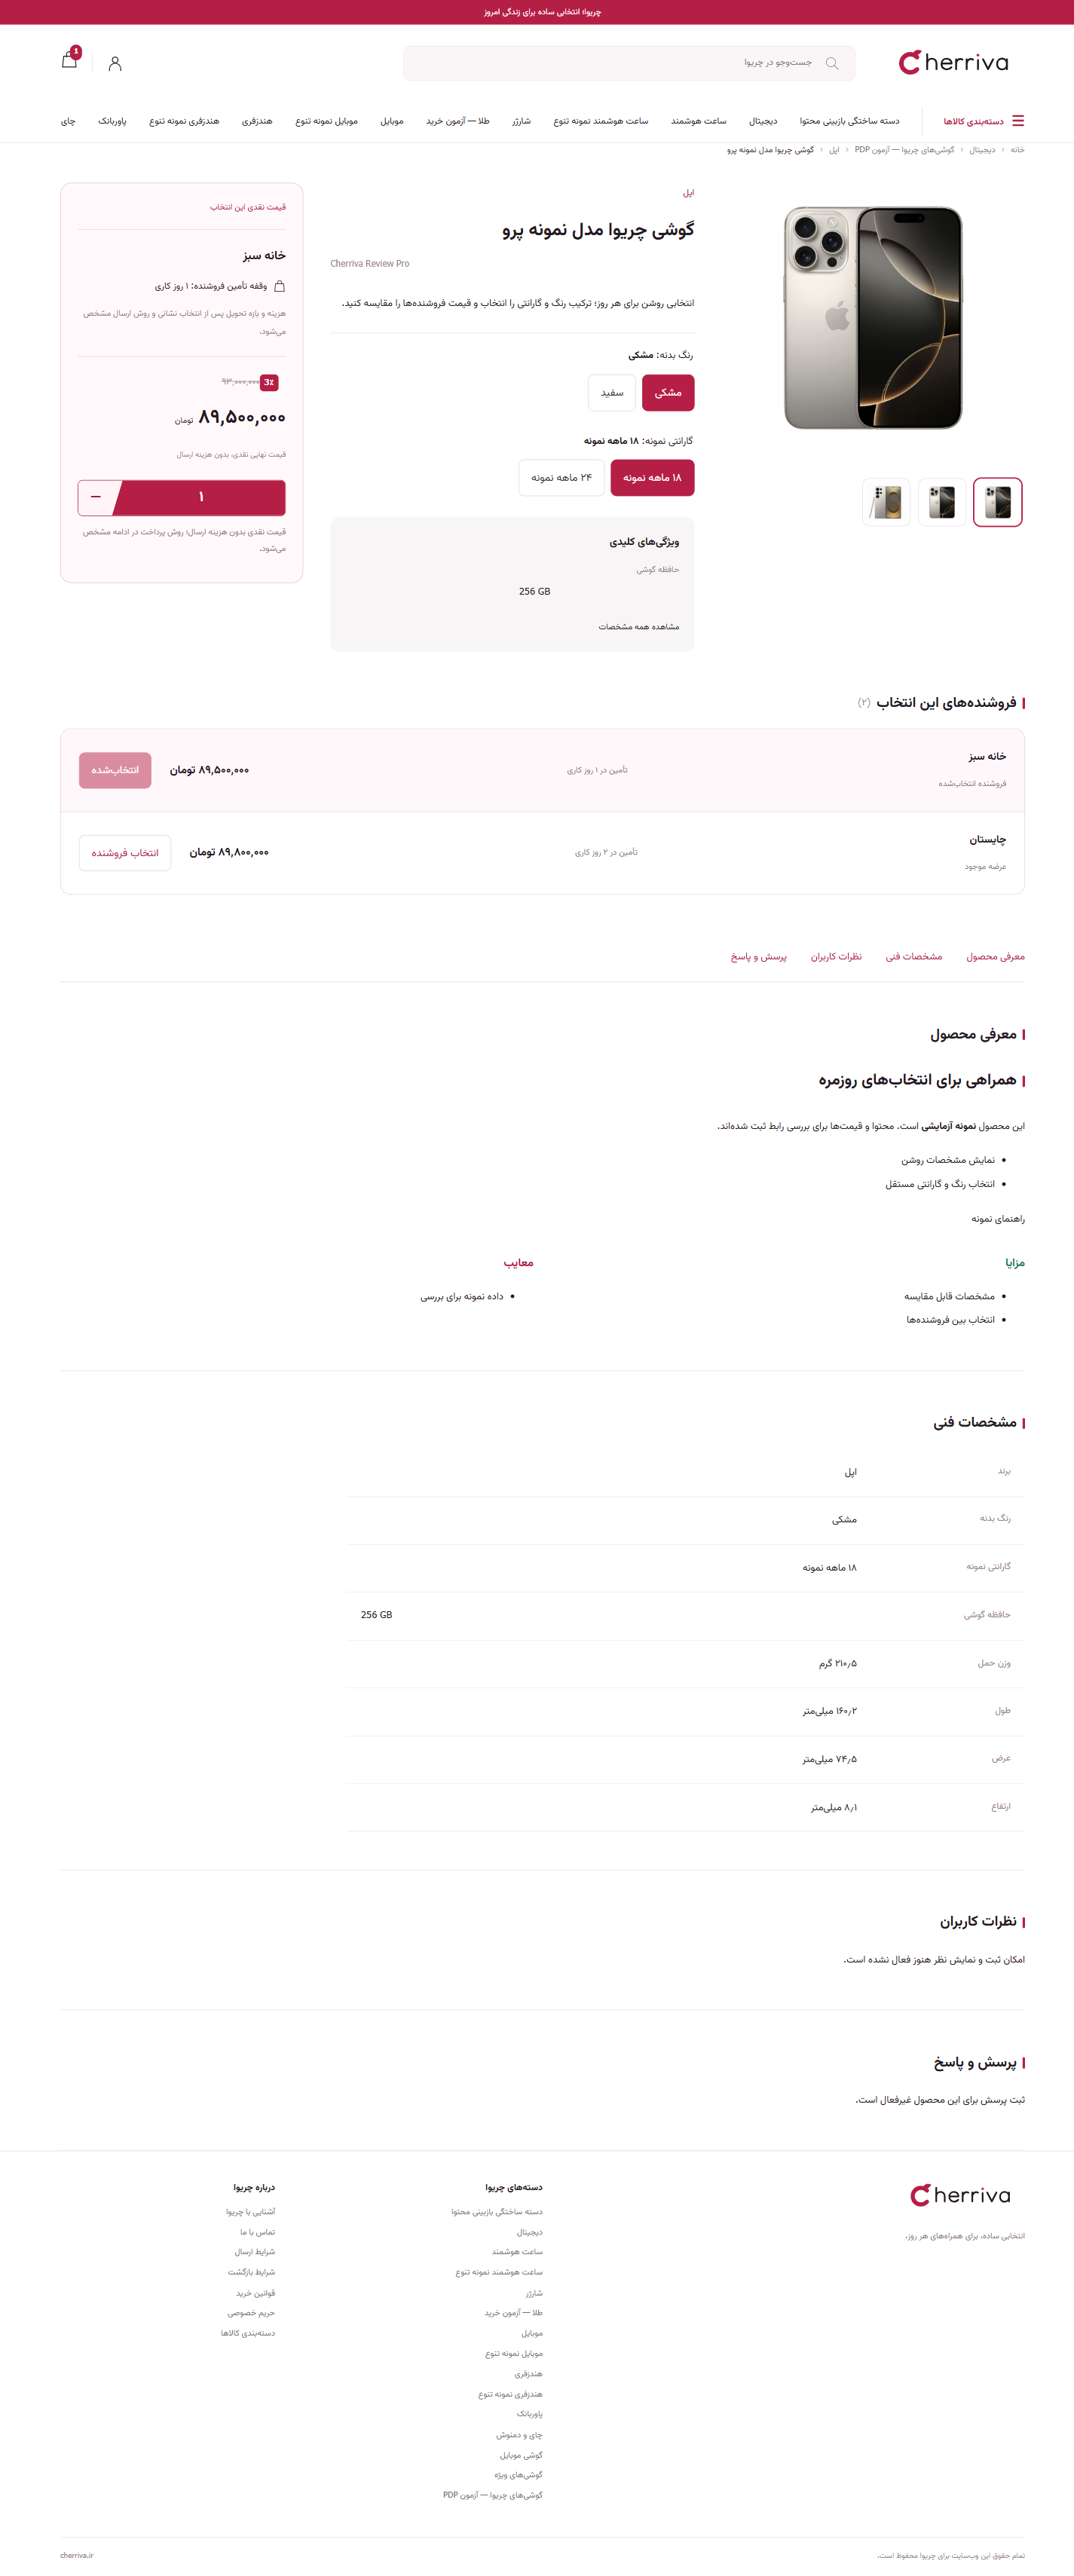 چریوا؛ انتخابی ساده برای زندگی امروز
Cherriva
جست‌وجو در چریوا
1
دسته‌بندی کالاها
دسته ساختگی بازبینی محتوا
دیجیتال
ساعت هوشمند
ساعت هوشمند نمونه تنوع
شارژر
طلا — آزمون خرید
موبایل
موبایل نمونه تنوع
هندزفری
هندزفری نمونه تنوع
پاوربانک
چای
خانه › دیجیتال › گوشی‌های چریوا — آزمون PDP › اپل › گوشی چریوا مدل نمونه پرو
اپل
گوشی چریوا مدل نمونه پرو
Cherriva Review Pro
انتخابی روشن برای هر روز؛ ترکیب رنگ و گارانتی را انتخاب و قیمت فروشنده‌ها را مقایسه کنید.
رنگ بدنه: مشکی
مشکی
سفید
گارانتی نمونه: ۱۸ ماهه نمونه
۱۸ ماهه نمونه
۲۴ ماهه نمونه
ویژگی‌های کلیدی
حافظه گوشی
256 GB
مشاهده همه مشخصات
قیمت نقدی این انتخاب
خانه سبز
وقفه تأمین فروشنده: ۱ روز کاری
هزینه و بازه تحویل پس از انتخاب نشانی و روش ارسال مشخص
می‌شود.
3٪
۹۳,۰۰۰,۰۰۰
۸۹,۵۰۰,۰۰۰ تومان
قیمت نهایی نقدی، بدون هزینه ارسال
۱
−
قیمت نقدی بدون هزینه ارسال؛ روش پرداخت در ادامه مشخص
می‌شود.
فروشنده‌های این انتخاب (۲)
خانه سبز
فروشنده انتخاب‌شده
تأمین در ۱ روز کاری
۸۹,۵۰۰,۰۰۰ تومان
انتخاب‌شده
چایستان
عرضه موجود
تأمین در ۲ روز کاری
۸۹,۸۰۰,۰۰۰ تومان
انتخاب فروشنده
معرفی محصول
مشخصات فنی
نظرات کاربران
پرسش و پاسخ
معرفی محصول
همراهی برای انتخاب‌های روزمره
این محصول نمونه آزمایشی است. محتوا و قیمت‌ها برای بررسی رابط ثبت شده‌اند.
• نمایش مشخصات روشن
• انتخاب رنگ و گارانتی مستقل
راهنمای نمونه
مزایا
• مشخصات قابل مقایسه
• انتخاب بین فروشنده‌ها
معایب
• داده نمونه برای بررسی
مشخصات فنی
برند
اپل
رنگ بدنه
مشکی
گارانتی نمونه
۱۸ ماهه نمونه
حافظه گوشی
256 GB
وزن حمل
۲۱۰٫۵ گرم
طول
۱۶۰٫۲ میلی‌متر
عرض
۷۴٫۵ میلی‌متر
ارتفاع
۸٫۱ میلی‌متر
نظرات کاربران
امکان ثبت و نمایش نظر هنوز فعال نشده است.
پرسش و پاسخ
ثبت پرسش برای این محصول غیرفعال است.
Cherriva
انتخابی ساده، برای همراه‌های هر روز.
دسته‌های چریوا
دسته ساختگی بازبینی محتوا
دیجیتال
ساعت هوشمند
ساعت هوشمند نمونه تنوع
شارژر
طلا — آزمون خرید
موبایل
موبایل نمونه تنوع
هندزفری
هندزفری نمونه تنوع
پاوربانک
چای و دمنوش
گوشی موبایل
گوشی‌های ویژه
گوشی‌های چریوا — آزمون PDP
درباره چریوا
آشنایی با چریوا
تماس با ما
شرایط ارسال
شرایط بازگشت
قوانین خرید
حریم خصوصی
دسته‌بندی کالاها
تمام حقوق این وب‌سایت برای چریوا محفوظ است.
cherriva.ir